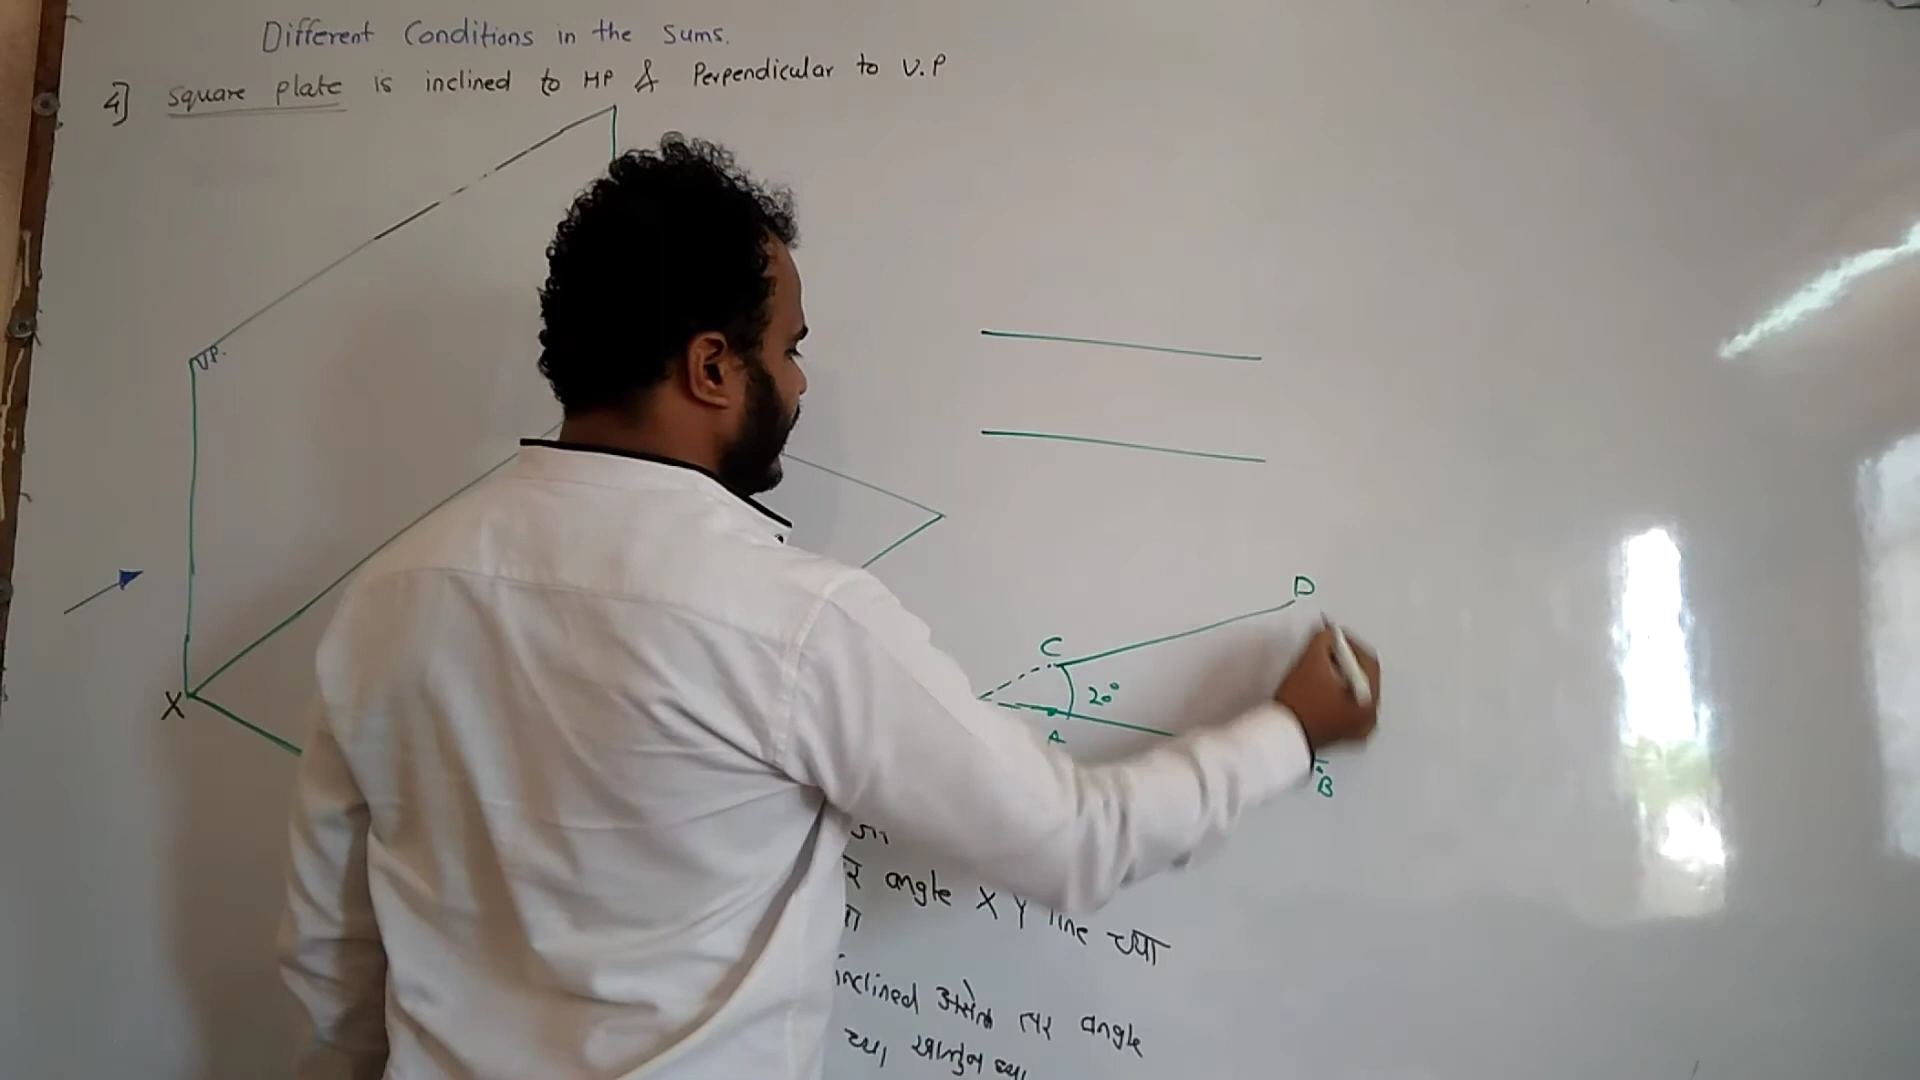 Different Conditions in the Sums.
4] square plate is inclined to HP & Perpendicular to V.P
VP.
X
D
C
20°
A
B
angle X Y line च्या
inclined असेल तर angle
च्या